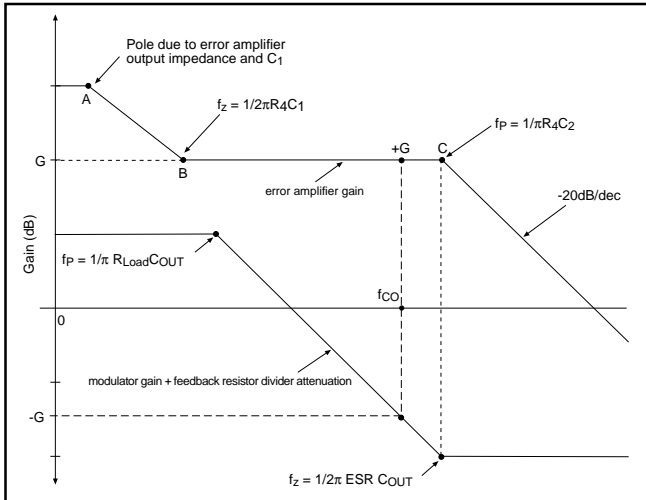 Pole due to error amplifier
output impedance and C1
A
fz = 1/2πR4C1
fP = 1/πR4C2
+G
C
G
B
error amplifier gain
-20dB/dec
Gain (dB)
fP = 1/π RLoadCOUT
fCO
0
modulator gain + feedback resistor divider attenuation
-G
fz = 1/2π ESR COUT